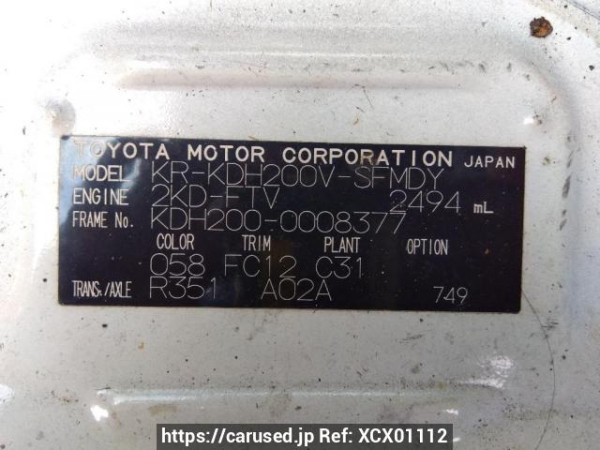 TOYOTA MOTOR CORPORATION JAPAN
MODEL KR-KDH200V-SFMDY
ENGINE 2KD-FTV 2494 mL
FRAME No. KDH200-0008377
COLOR TRIM PLANT OPTION
058 FC12 C31
TRANS./AXLE R351 A02A 749
https://carused.jp Ref: XCX01112